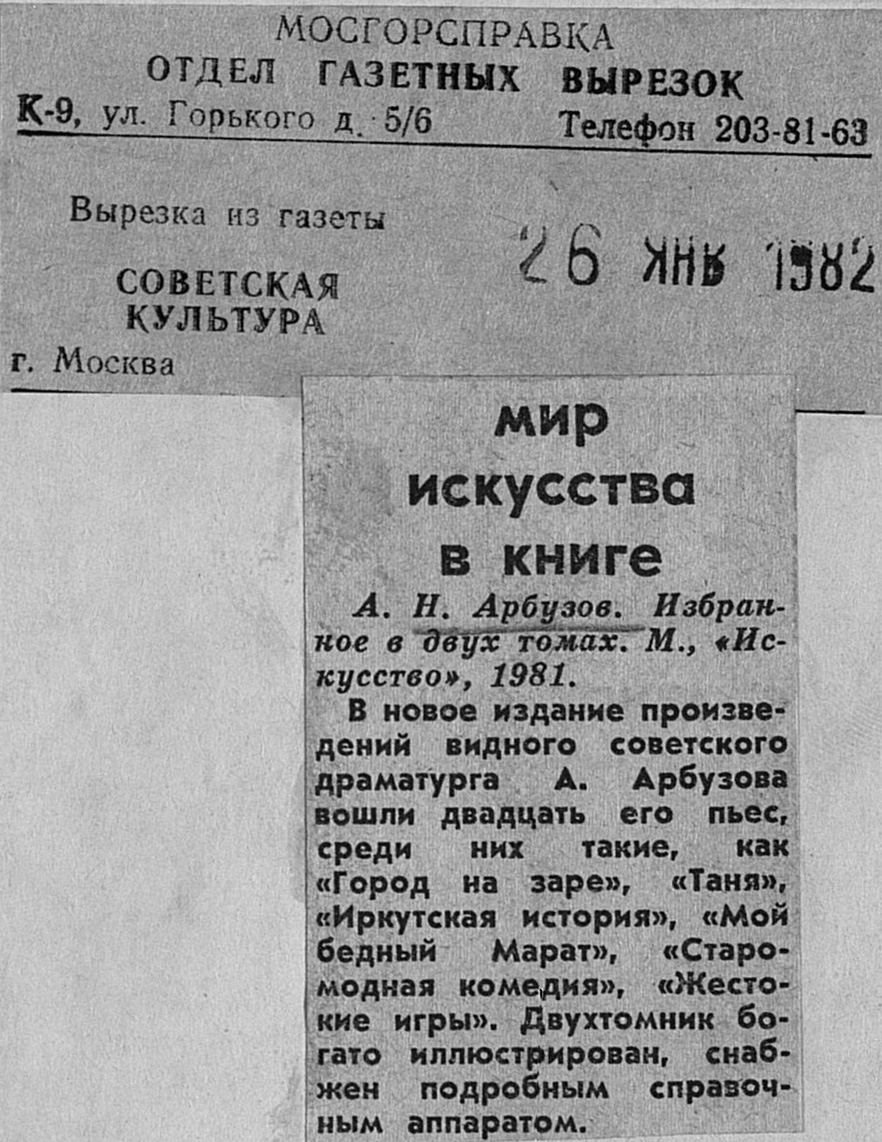 МОСГОРСПРАВКА
ОТДЕЛ ГАЗЕТНЫХ ВЫРЕЗОК
К-9, ул. Горького д. 5/6 Телефон 203-81-63
Вырезка из газеты
26 ЯНВ 1982
СОВЕТСКАЯ
КУЛЬТУРА
г. Москва
мир
искусства
в книге
А. Н. Арбузов. Избран-
ное в двух томах. М., «Ис-
кусство», 1981.
В новое издание произве-
дений видного советского
драматурга А. Арбузова
вошли двадцать его пьес,
среди них такие, как
«Город на заре», «Таня»,
«Иркутская история», «Мой
бедный Марат», «Старо-
модная комедия», «Жесто-
кие игры». Двухтомник бо-
гато иллюстрирован, снаб-
жен подробным справоч-
ным аппаратом.